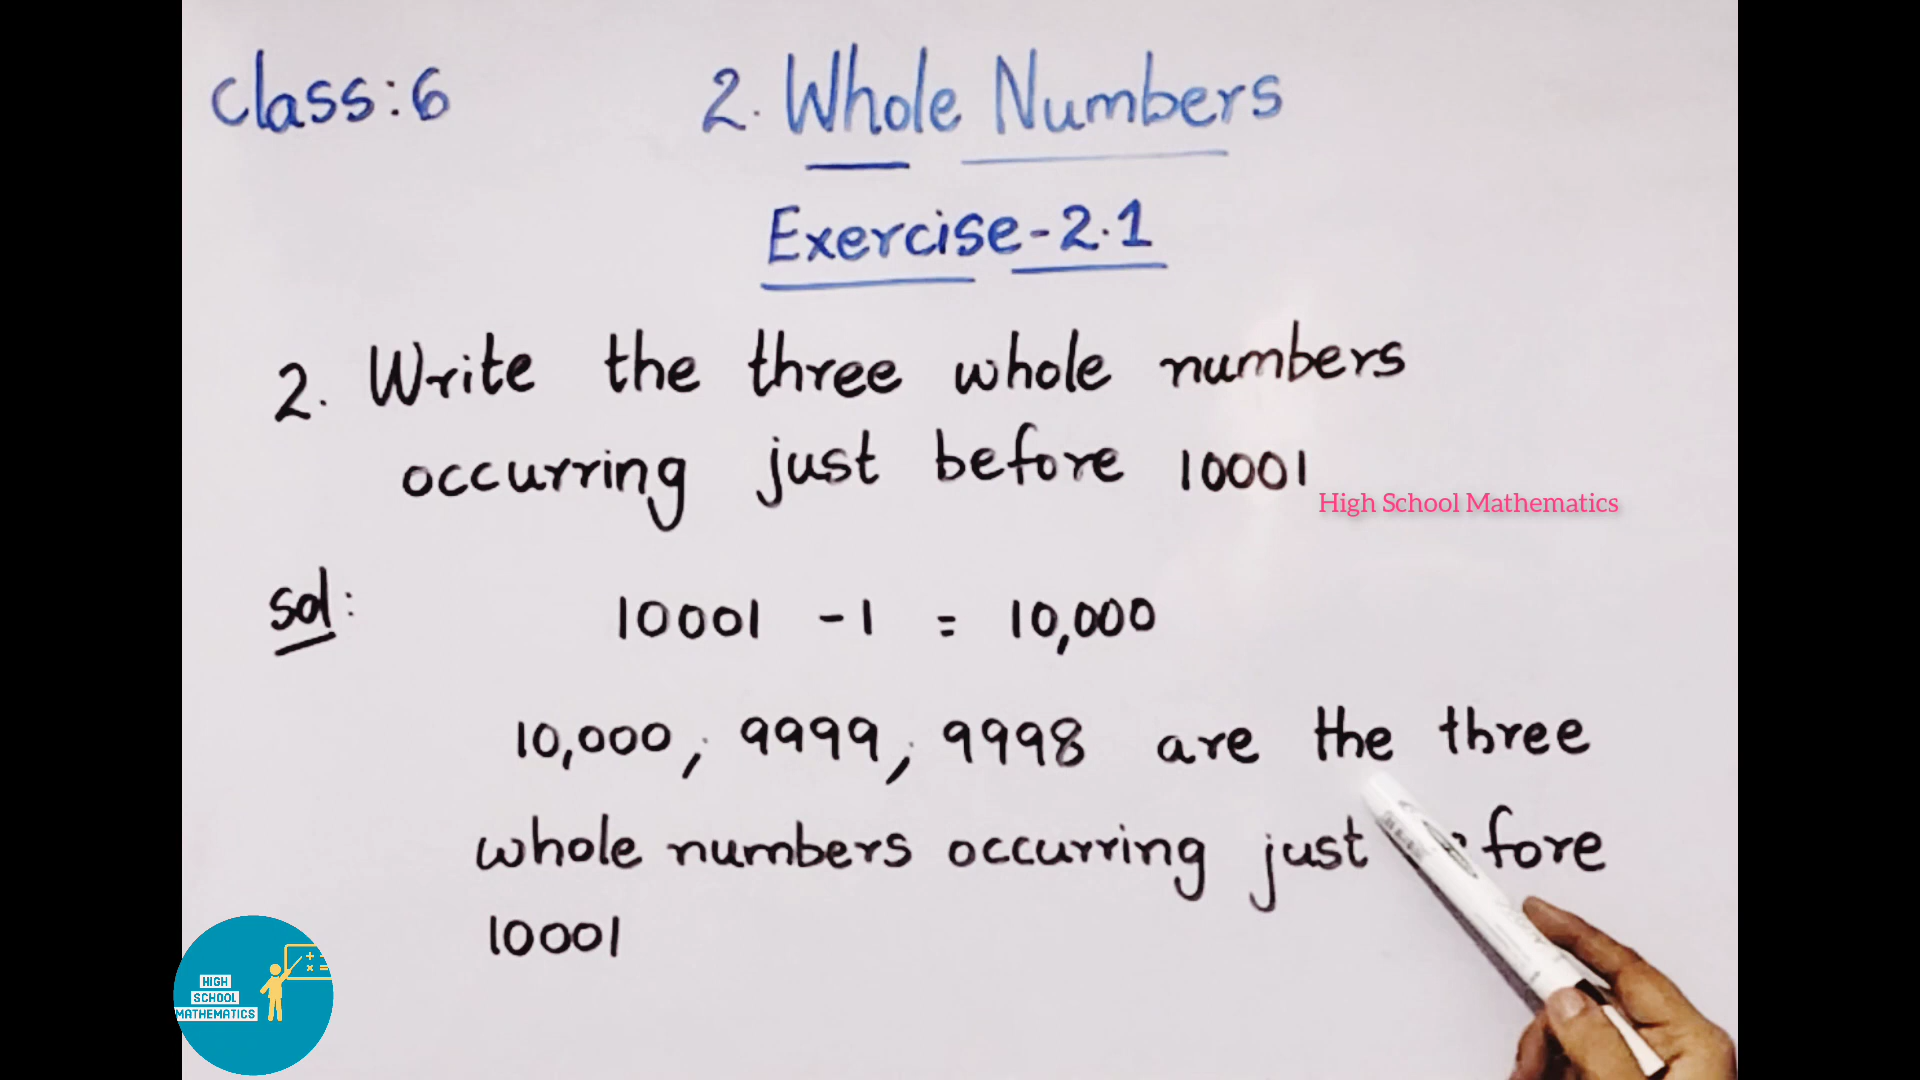 Class:6
2. Whole Numbers
Exercise-2.1
2. Write the three whole numbers
occurring just before 10001
High School Mathematics
Sol:
10001 -1 = 10,000
10,000, 9999, 9998 are the three
whole numbers occurring just
10001
HIGH
SCHOOL
MATHEMATICS